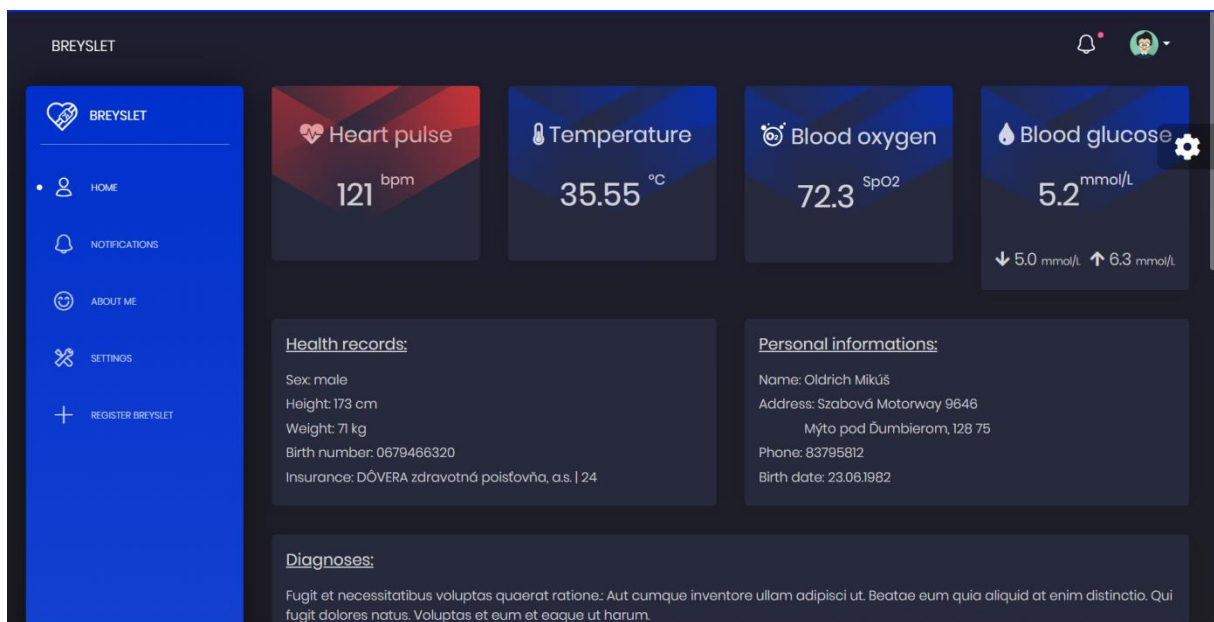 BREYSLET
BREYSLET
HOME
NOTIFICATIONS
ABOUT ME
SETTINGS
REGISTER BREYSLET
Heart pulse
121 bpm
Temperature
35.55 °C
O₂ Blood oxygen
72.3 SpO2
Blood glucose
5.2 mmol/L
5.0 mmol/L 6.3 mmol/L
Health records:
Sex: male
Height: 173 cm
Weight: 71 kg
Birth number: 0679466320
Insurance: DÔVERA zdravotná poisťovňa, a.s. | 24
Personal informations:
Name: Oldrich Mikúš
Address: Szabová Motorway 9646
Mýto pod Ďumbierom, 128 75
Phone: 83795812
Birth date: 23.06.1982
Diagnoses:
Fugit et necessitatibus voluptas quaerat ratione.: Aut cumque inventore ullam adipisci ut. Beatae eum quia aliquid at enim distinctio. Qui
fugit dolores natus. Voluptas et eum et eaque ut harum.